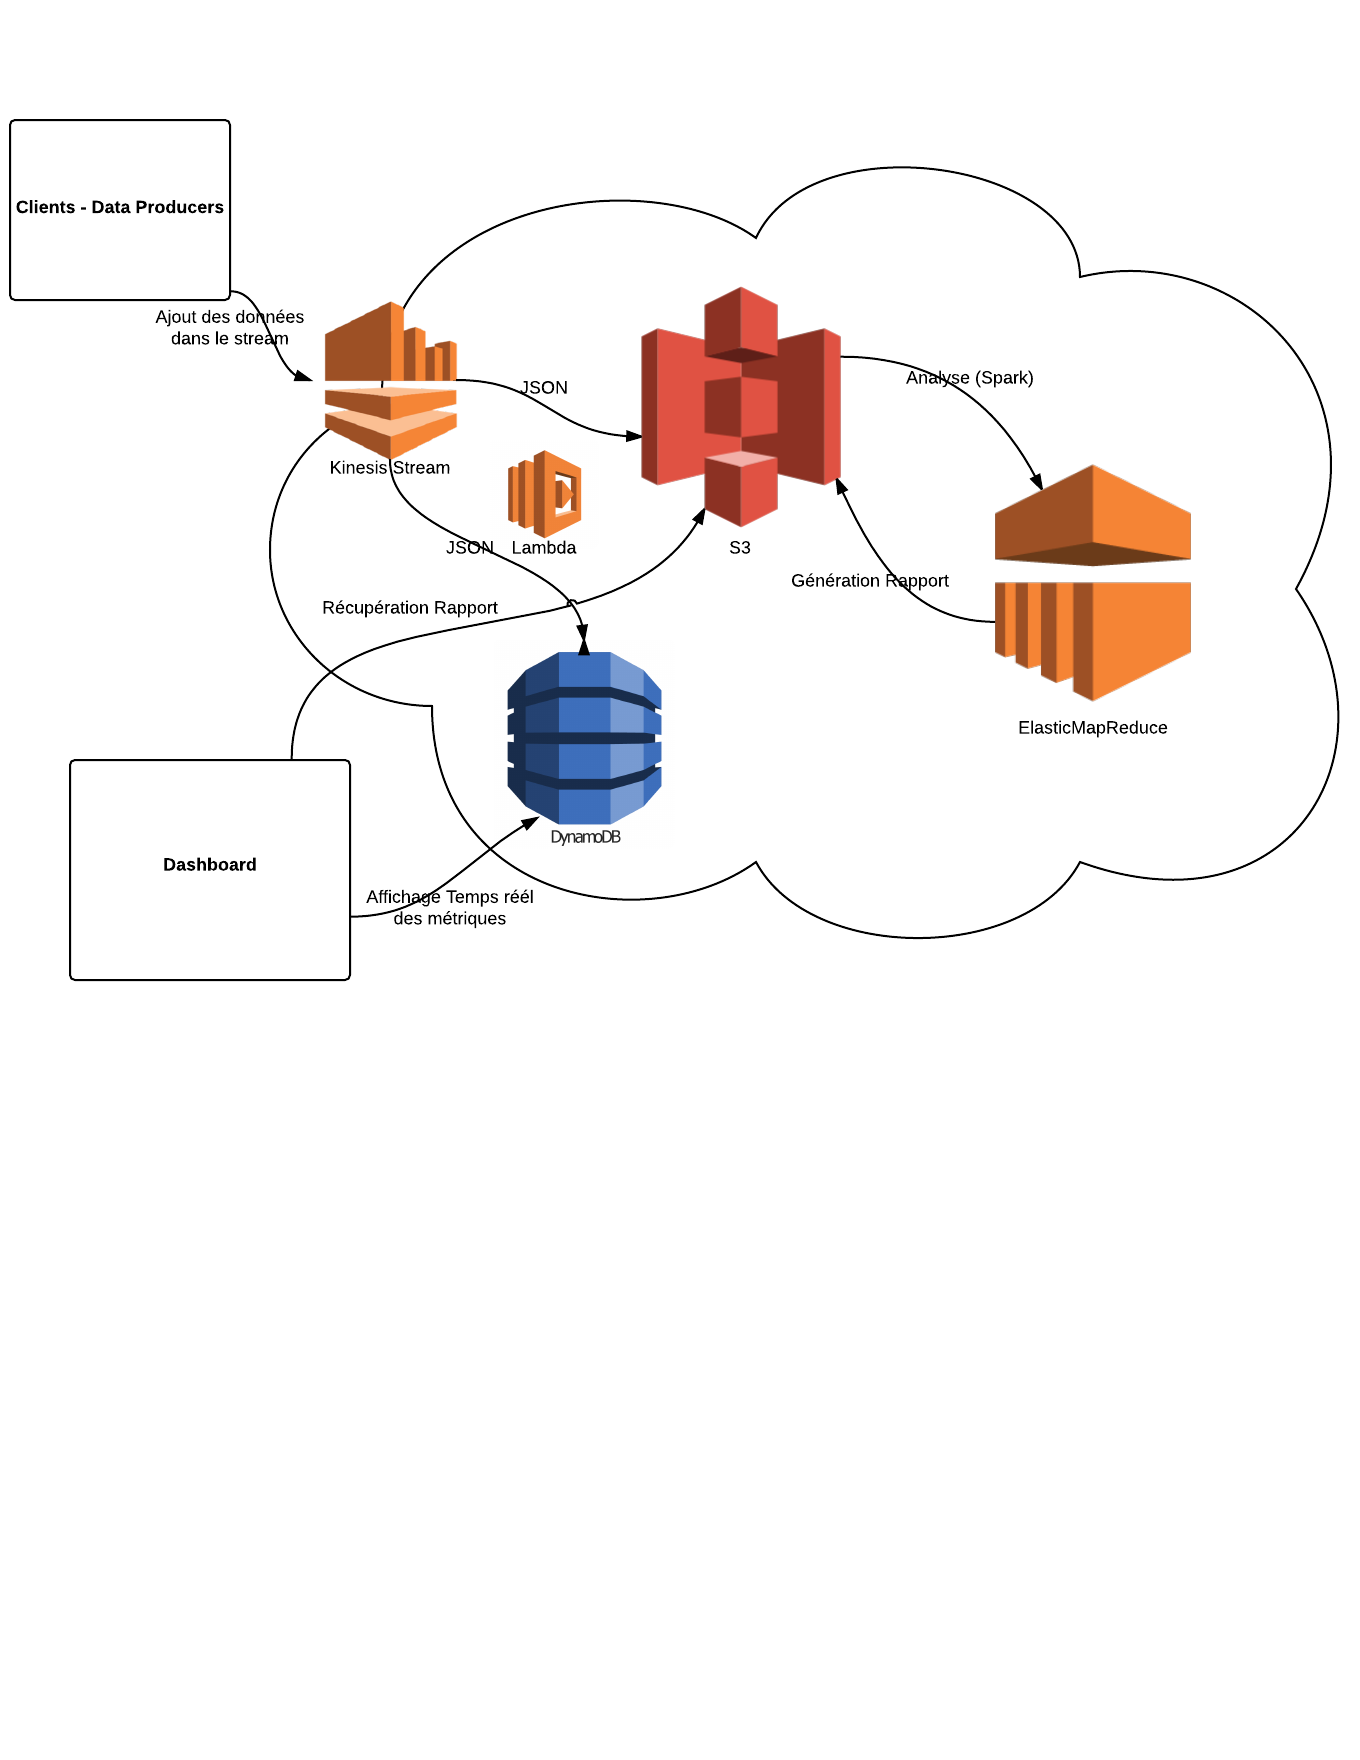 Clients - Data Producers
Ajout des données
dans le stream
Kinesis Stream
JSON
JSON
Lambda
S3
Analyse (Spark)
Génération Rapport
ElasticMapReduce
Récupération Rapport
DynamoDB
Dashboard
Affichage Temps réél
des métriques